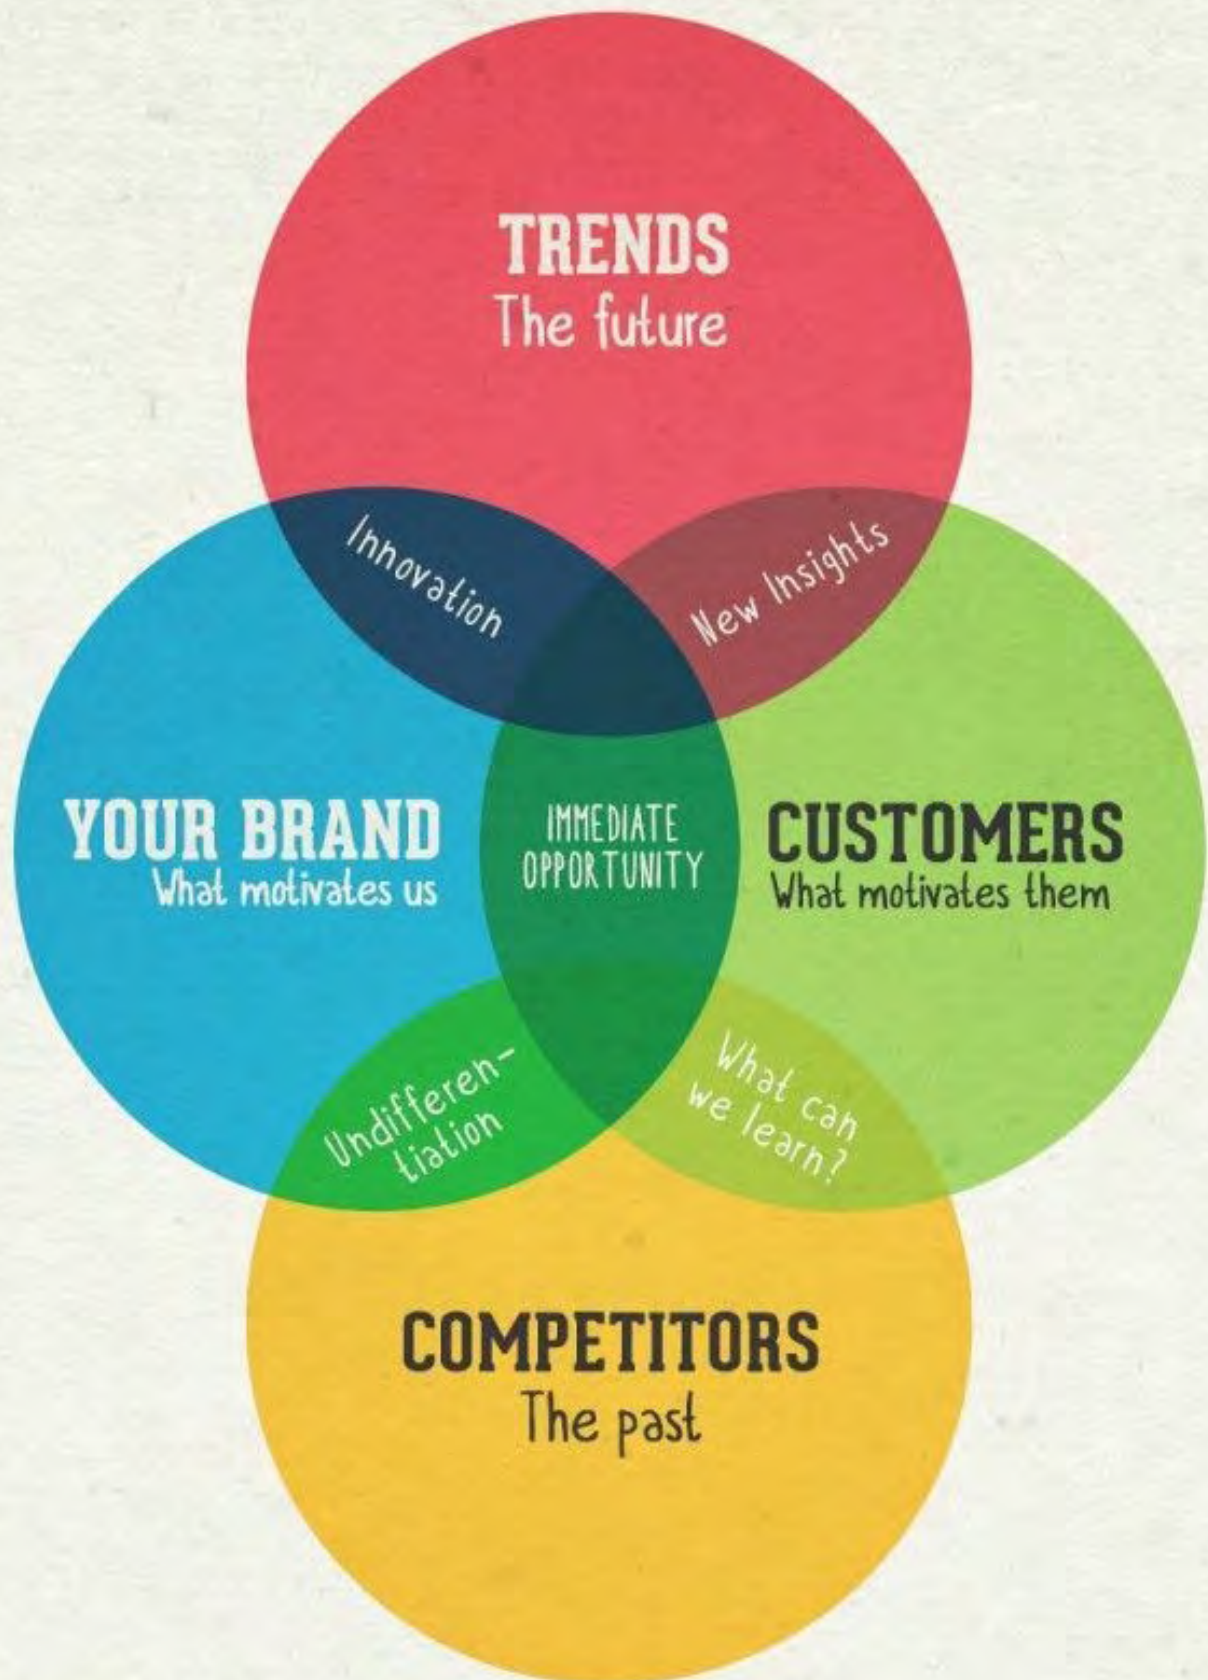 TRENDS
The future
Innovation
New Insights
YOUR BRAND
What motivates us
IMMEDIATE
OPPORTUNITY
CUSTOMERS
What motivates them
Undifferen-
tiation
What can
we learn?
COMPETITORS
The past